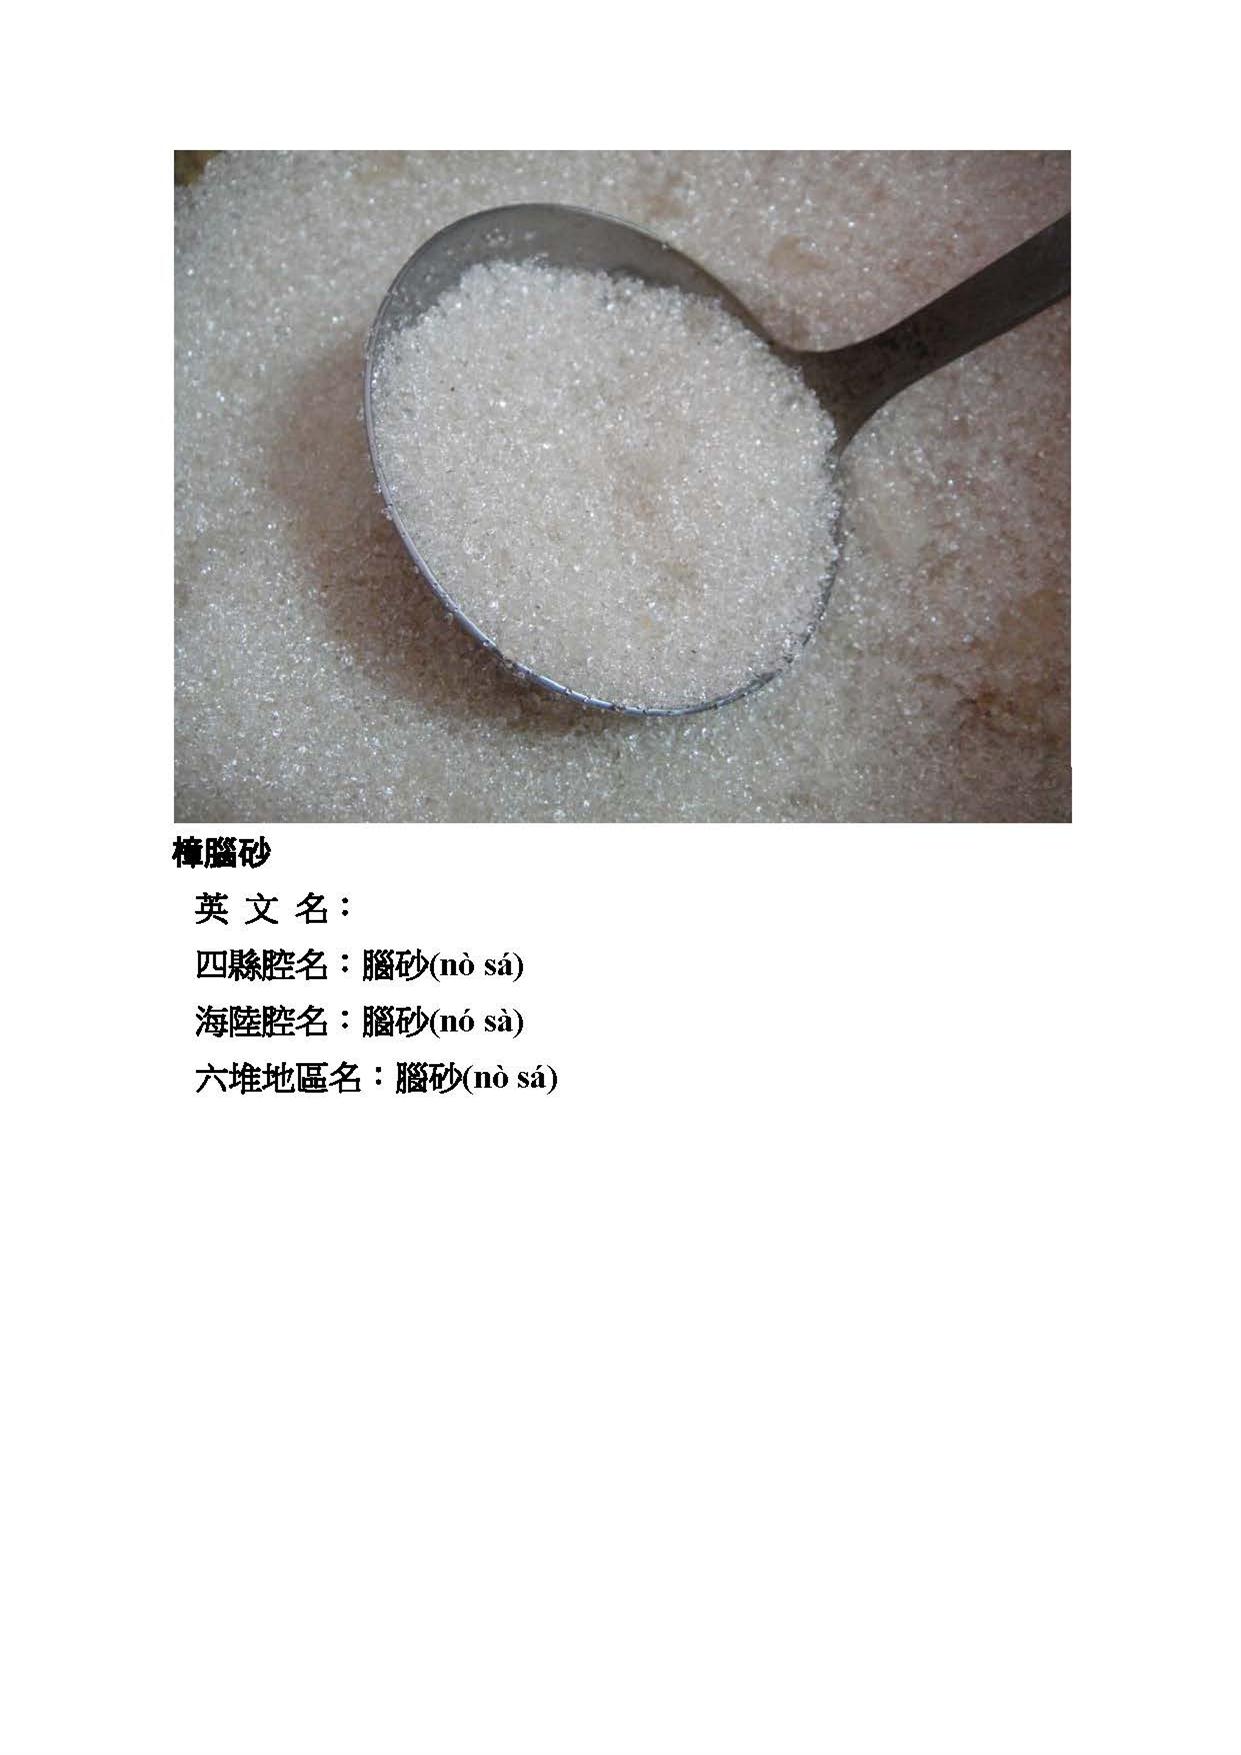 樟腦砂
英 文 名：
四縣腔名：腦砂(nò sá)
海陸腔名：腦砂(nó sà)
六堆地區名：腦砂(nò sá)